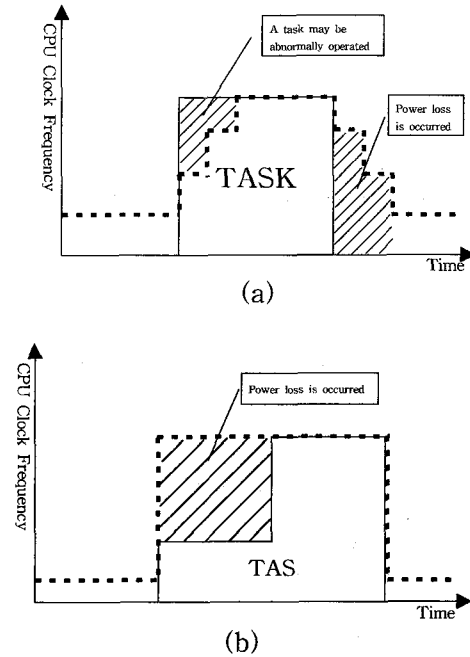 A task may be
abnormally operated
CPU Clock Frequency
Power loss
is occurred
TASK
Time
(a)
CPU Clock Frequency
Power loss is occurred
TAS
Time
(b)